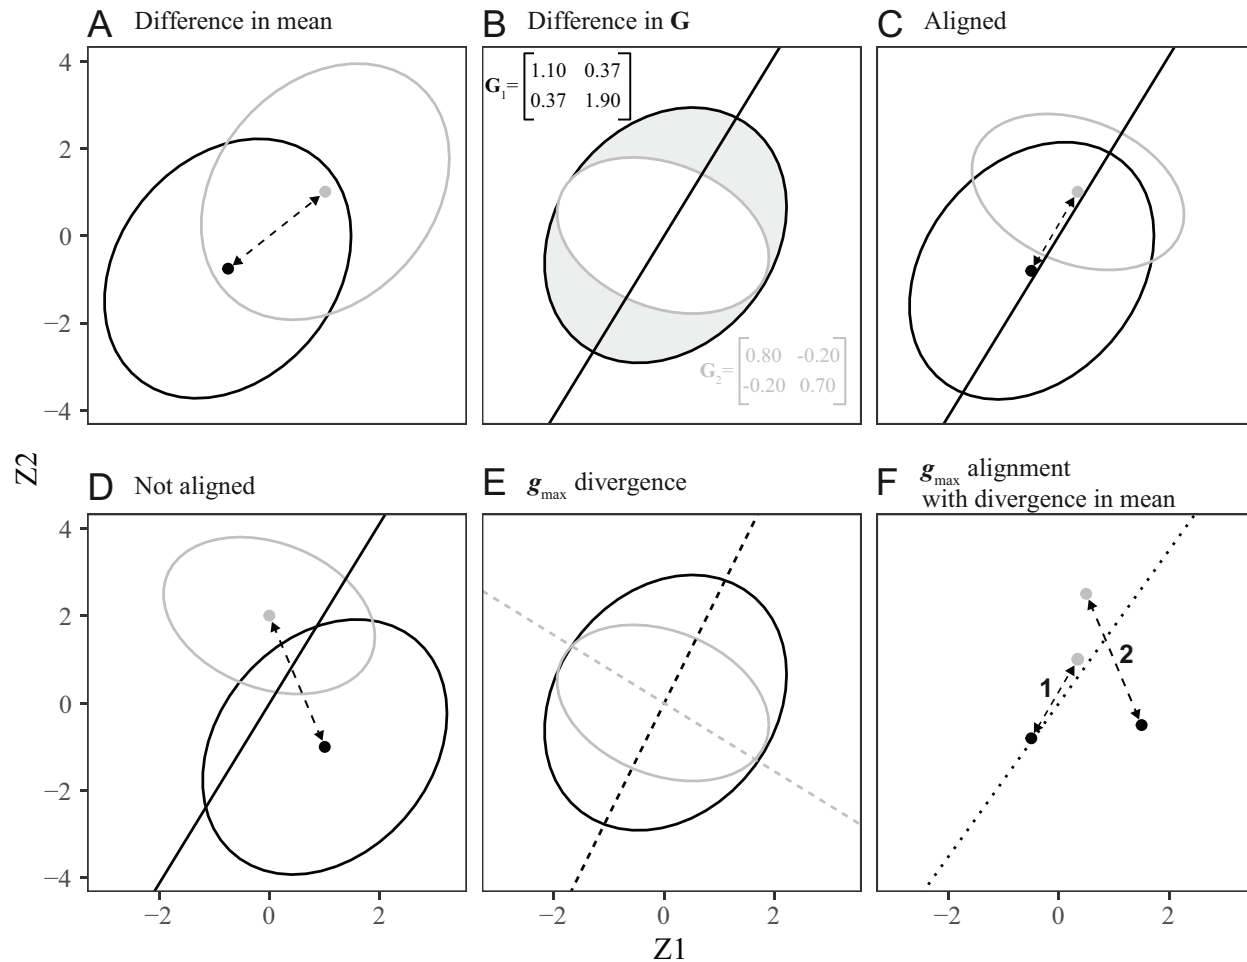 A Difference in mean
B Difference in G
C Aligned
4
2
0
−2
−4
G1= [1.10 0.37
0.37 1.90]
G2= [0.80 -0.20
-0.20 0.70]
Z2
D Not aligned
E gmax divergence
F gmax alignment
with divergence in mean
4
2
0
−2
−4
1
2
−2 0 2
−2 0 2
−2 0 2
Z1